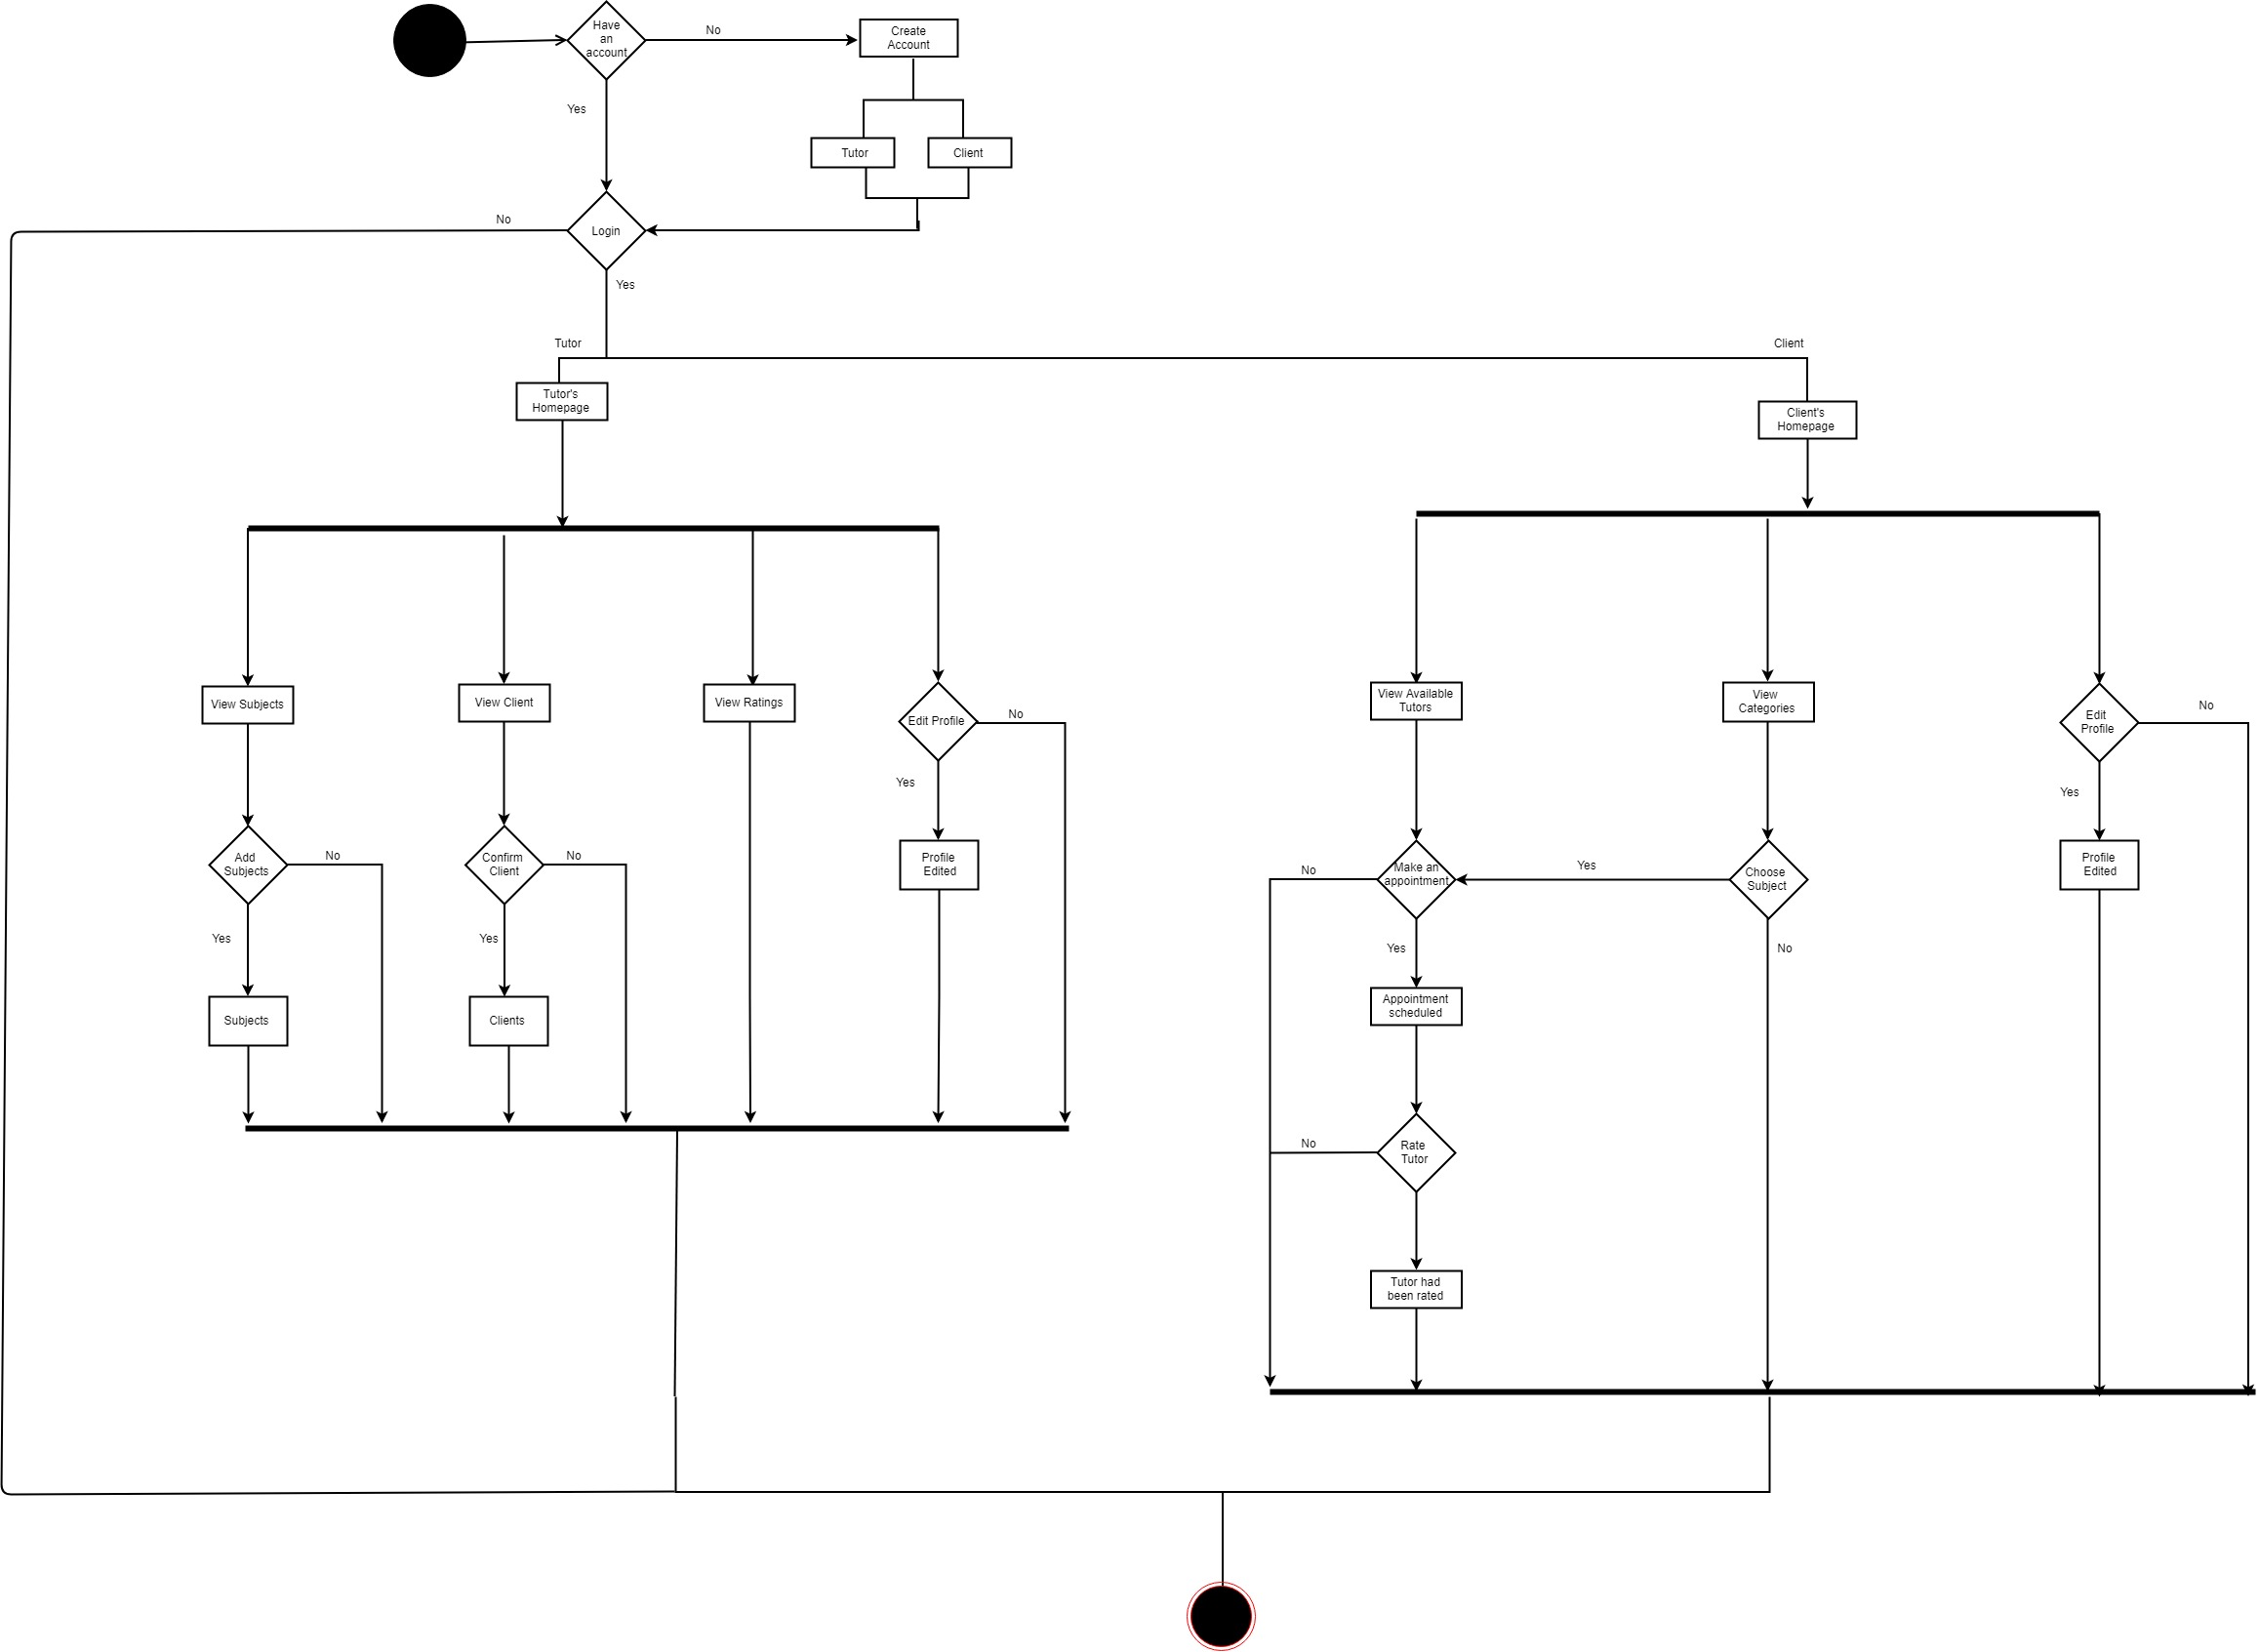 Have
an
account
No
Create
Account
Yes
Tutor
Client
No
Login
Yes
Tutor
Client
Tutor's
Homepage
Client's
Homepage
View Subjects
View Client
View Ratings
Edit Profile
No
View Available
Tutors
View
Categories
Edit
Profile
No
Yes
Yes
Add
Subjects
No
Confirm
Client
No
Profile
Edited
No
Make an
appointment
Yes
Choose
Subject
Profile
Edited
Yes
Yes
Yes
No
Subjects
Clients
Appointment
scheduled
No
Rate
Tutor
Tutor had
been rated